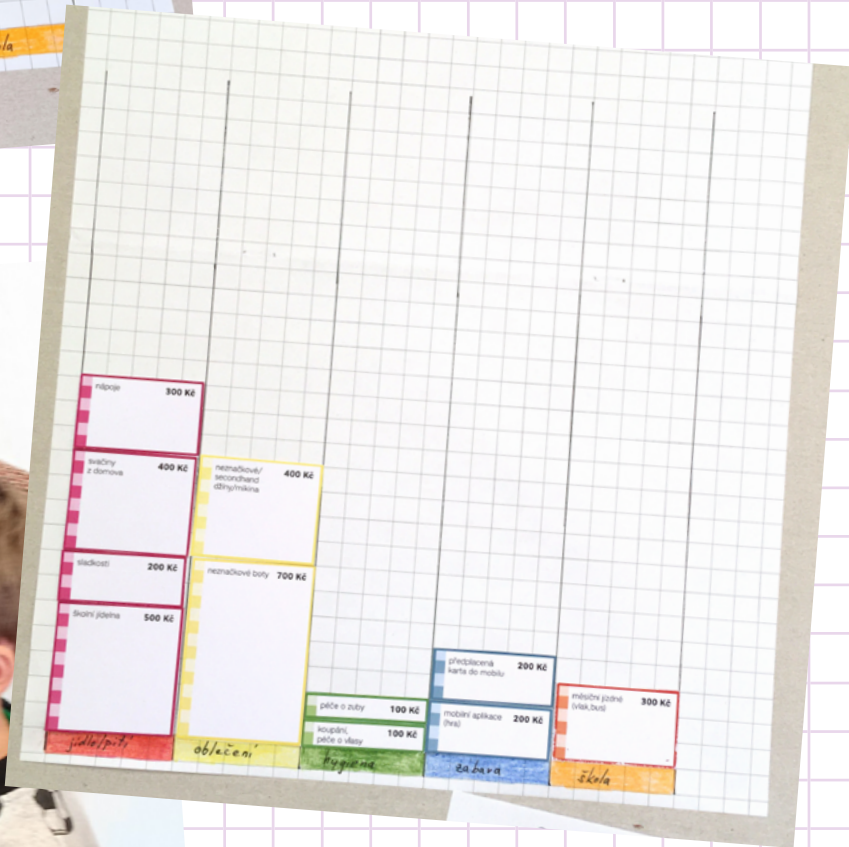 la
nápoje 300 Kč
svačiny 400 Kč
z domova
sladkosti 200 Kč
školní jídelna 500 Kč
jídlo/pití
neznačkové/ 400 Kč
secondhand
džíny/mikina
neznačkové boty 700 Kč
oblečení
péče o zuby 100 Kč
koupání, 100 Kč
péče o vlasy
hygiena
předplacená 200 Kč
karta do mobilu
mobilní aplikace 200 Kč
(hra)
zábava
měsíční jízdné 300 Kč
(vlak,bus)
škola